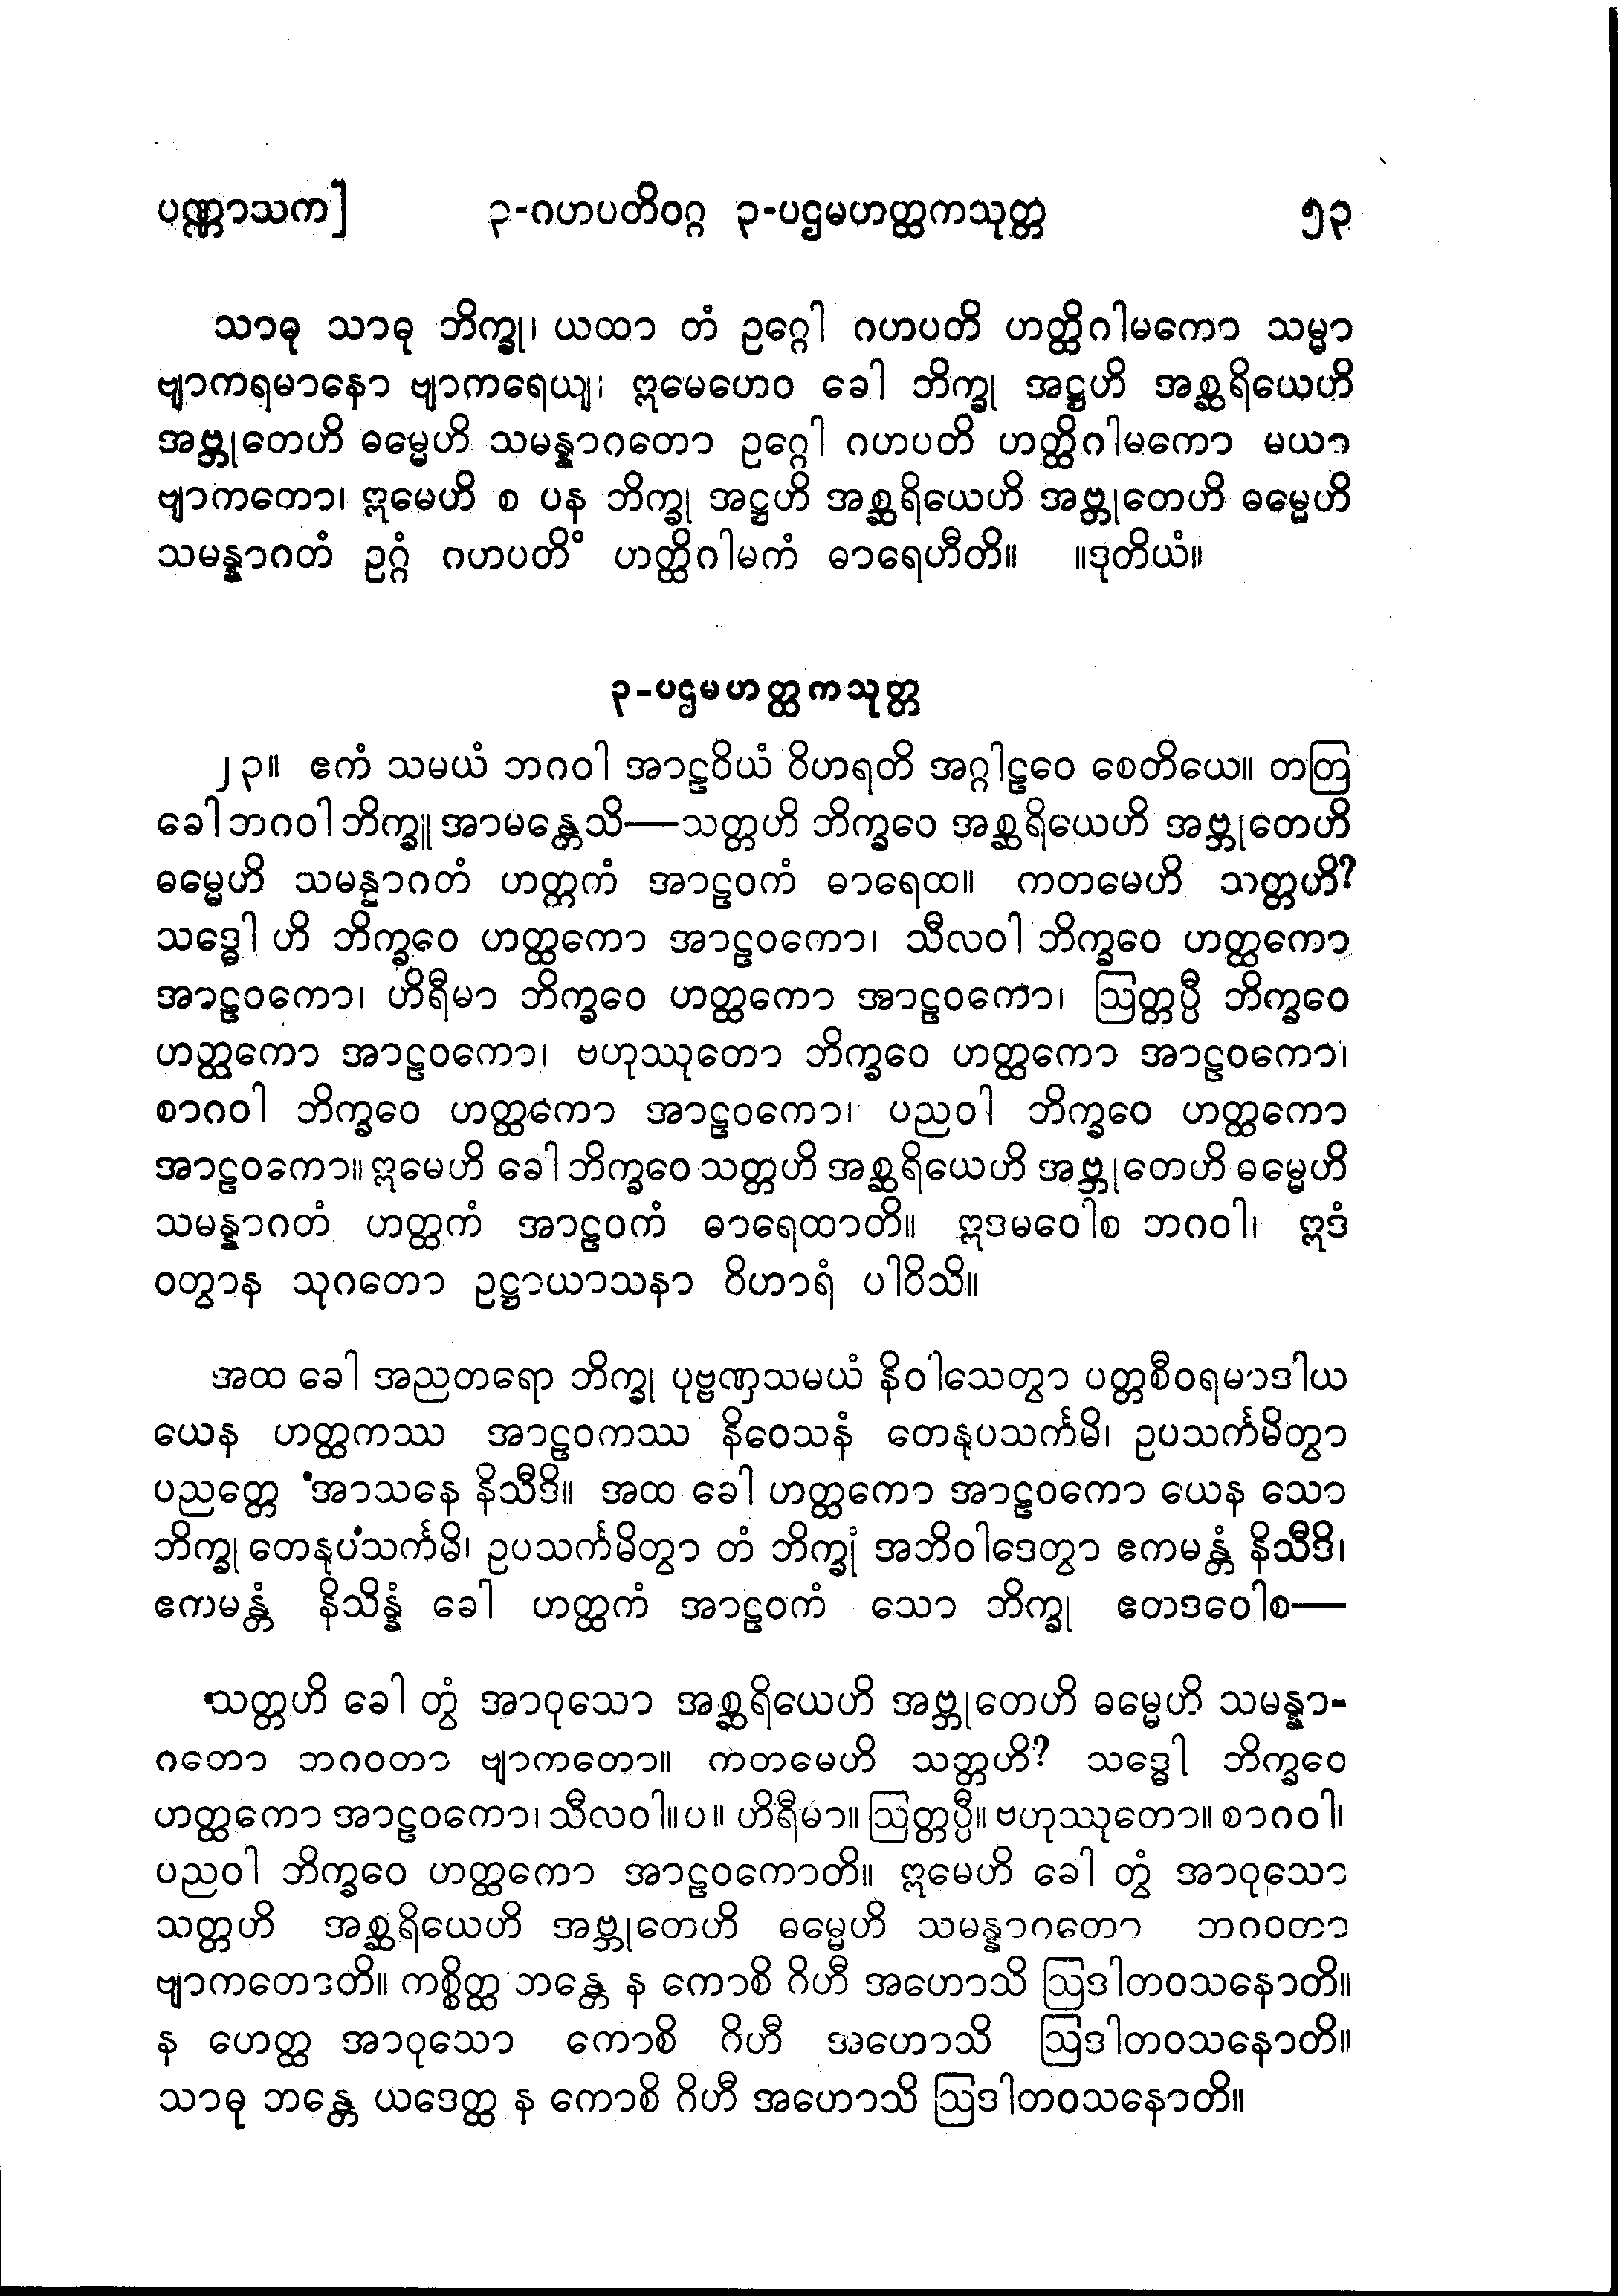 ပဏ္ဏာသက] ၃-ဂဟပတိဝဂ္ဂ ၃-ပဌမဟတ္ထကသုတ္တ ၅၃
သာဓု သာဓု ဘိက္ခု၊ ယထာ တံ ဥဂ္ဂေါ ဂဟပတိ ဟတ္ထိဂါမကော သမ္မာ
ဗျာကရမာနော ဗျာကရေယျ၊ ဣမေဟေဝ ခေါ ဘိက္ခု အဋ္ဌဟိ အစ္ဆရိယေဟိ
အဗ္ဘုတေဟိ ဓမ္မေဟိ သမန္နာဂတော ဥဂ္ဂေါ ဂဟပတိ ဟတ္ထိဂါမကော မယာ
ဗျာကတော၊ ဣမေဟိ စ ပန ဘိက္ခု အဋ္ဌဟိ အစ္ဆရိယေဟိ အဗ္ဘုတေဟိ ဓမ္မေဟိ
သမန္နာဂတံ ဥဂ္ဂံ ဂဟပတိံ ဟတ္ထိဂါမကံ ဓာရေဟီတိ။ ။ဒုတိယံ။
၃-ပဌမဟတ္ထကသုတ္တ
၂၃။ ဧကံ သမယံ ဘဂဝါ အာဠဝိယံ ဝိဟရတိ အဂ္ဂါဠဝေ စေတိယေ။ တတြ
ခေါ ဘဂဝါ ဘိက္ခူ အာမန္တေသိ—သတ္တဟိ ဘိက္ခဝေ အစ္ဆရိယေဟိ အဗ္ဘုတေဟိ
ဓမ္မေဟိ သမန္နာဂတံ ဟတ္ထကံ အာဠဝကံ ဓာရေထ။ ကတမေဟိ သတ္တဟိ?
သဒ္ဓေါ ဟိ ဘိက္ခဝေ ဟတ္ထကော အာဠဝကော၊ သီလဝါ ဘိက္ခဝေ ဟတ္ထကော
အာဠဝကော၊ ဟိရီမာ ဘိက္ခဝေ ဟတ္ထကော အာဠဝကော၊ ဩတ္တပ္ပီ ဘိက္ခဝေ
ဟတ္ထကော အာဠဝကော၊ ဗဟုဿုတော ဘိက္ခဝေ ဟတ္ထကော အာဠဝကော၊
စာဂဝါ ဘိက္ခဝေ ဟတ္ထကော အာဠဝကော၊ ပညဝါ ဘိက္ခဝေ ဟတ္ထကော
အာဠဝကော။ ဣမေဟိ ခေါ ဘိက္ခဝေ သတ္တဟိ အစ္ဆရိယေဟိ အဗ္ဘုတေဟိ ဓမ္မေဟိ
သမန္နာဂတံ ဟတ္ထကံ အာဠဝကံ ဓာရေထာတိ။ ဣဒမဝေါစ ဘဂဝါ၊ ဣဒံ
ဝတွာန သုဂတော ဥဋ္ဌာယာသနာ ဝိဟာရံ ပါဝိသိ။
အထ ခေါ အညတရော ဘိက္ခု ပုဗ္ဗဏှသမယံ နိဝါသေတွာ ပတ္တစီဝရမာဒါယ
ယေန ဟတ္ထကဿ အာဠဝကဿ နိဝေသနံ တေနုပသင်္ကမိ၊ ဥပသင်္ကမိတွာ
ပညတ္တေ အာသနေ နိသီဒိ။ အထ ခေါ ဟတ္ထကော အာဠဝကော ယေန သော
ဘိက္ခု တေနုပသင်္ကမိ၊ ဥပသင်္ကမိတွာ တံ ဘိက္ခုံ အဘိဝါဒေတွာ ဧကမန္တံ နိသီဒိ၊
ဧကမန္တံ နိသိန္နံ ခေါ ဟတ္ထကံ အာဠဝကံ သော ဘိက္ခု ဧတဒဝေါစ—
သတ္တဟိ ခေါ တွံ အာဝုသော အစ္ဆရိယေဟိ အဗ္ဘုတေဟိ ဓမ္မေဟိ သမန္နာ-
ဂတော ဘဂဝတာ ဗျာကတော။ ကတမေဟိ သတ္တဟိ? သဒ္ဓေါ ဘိက္ခဝေ
ဟတ္ထကော အာဠဝကော၊ သီလဝါ။ပ။ ဟိရီမာ။ ဩတ္တပ္ပီ။ ဗဟုဿုတော။ စာဂဝါ၊
ပညဝါ ဘိက္ခဝေ ဟတ္ထကော အာဠဝကောတိ။ ဣမေဟိ ခေါ တွံ အာဝုသော
သတ္တဟိ အစ္ဆရိယေဟိ အဗ္ဘုတေဟိ ဓမ္မေဟိ သမန္နာဂတော ဘဂဝတာ
ဗျာကတေဒတိ။ ကစ္စိတ္ထ ဘန္တေ န ကောစိ ဂိဟီ အဟောသိ ဩဒါတဝသနောတိ။
န ဟေတ္ထ အာဝုသော ကောစိ ဂိဟီ အဟောသိ ဩဒါတဝသနောတိ။
သာဓု ဘန္တေ ယဒေတ္ထ န ကောစိ ဂိဟီ အဟောသိ ဩဒါတဝသနောတိ။